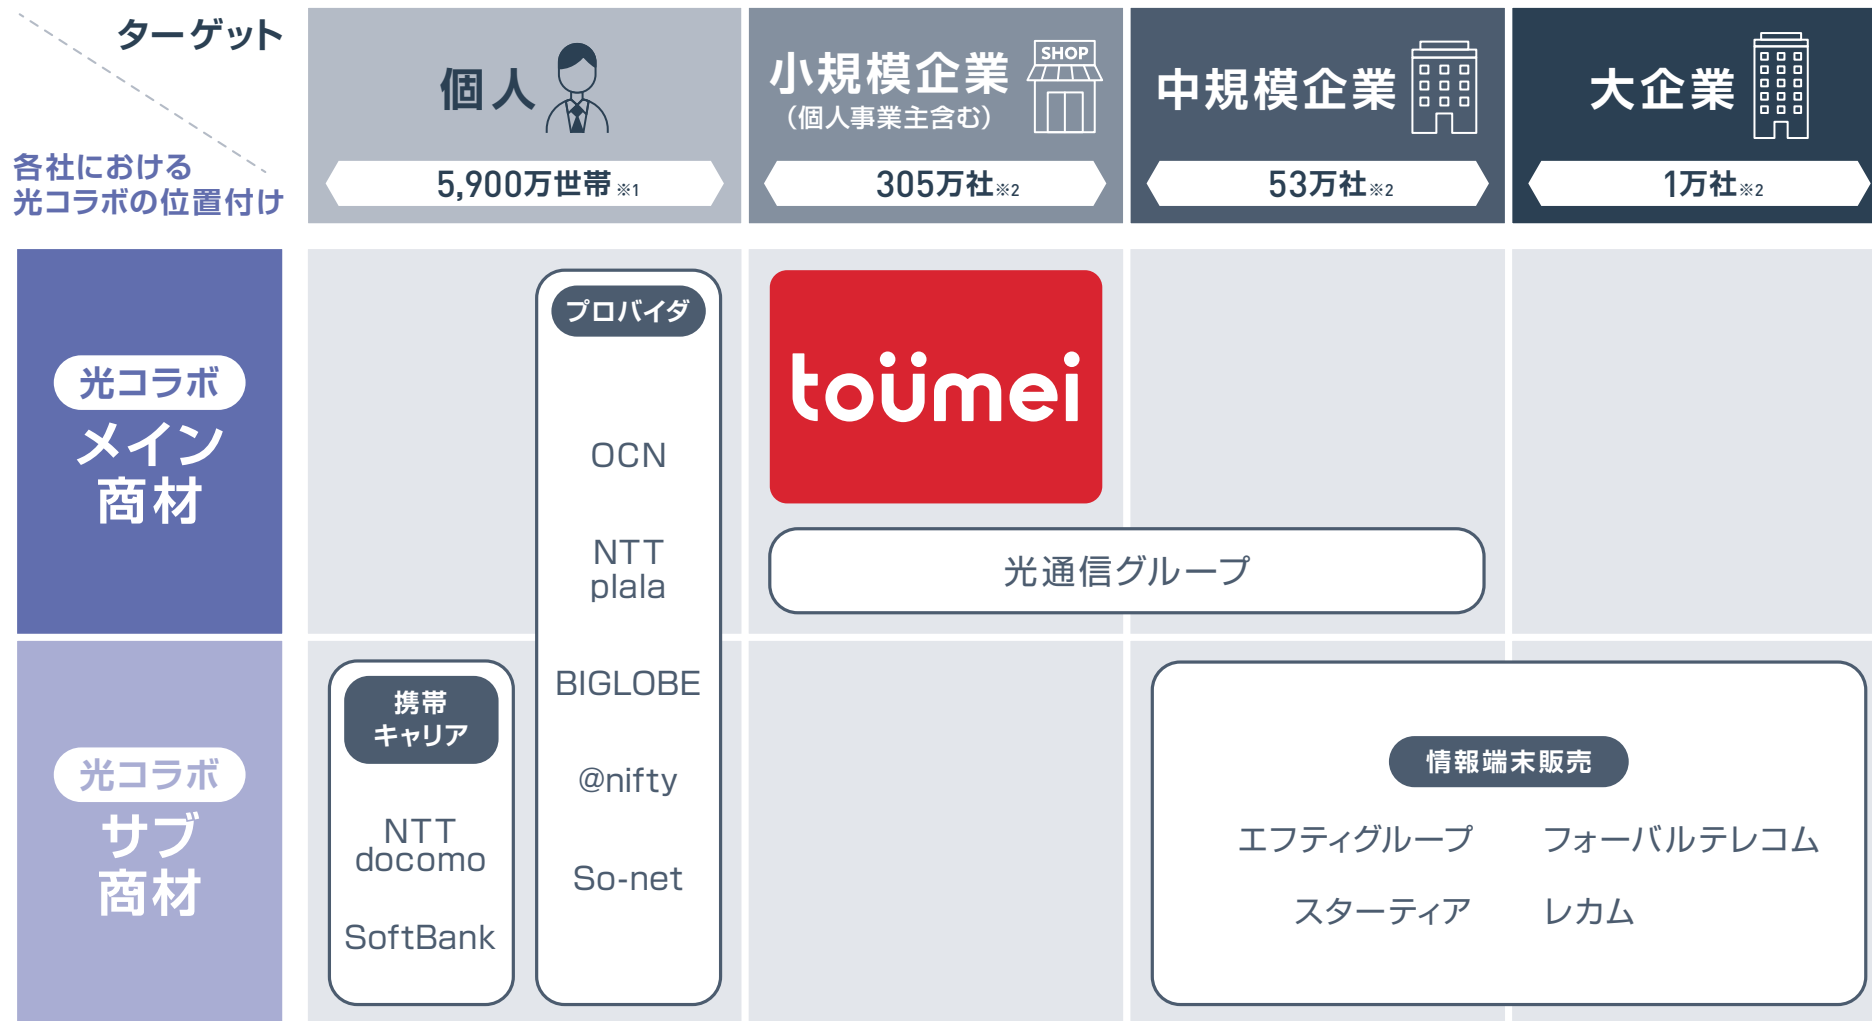 ターゲット
各社における
光コラボの位置付け
個人
5,900万世帯※1
小規模企業
（個人事業主含む）
SHOP
305万社※2
中規模企業
53万社※2
大企業
1万社※2
光コラボ
メイン
商材
プロバイダ
OCN
NTT
plala
BIGLOBE
@nifty
So-net
toümei
光通信グループ
光コラボ
サブ
商材
携帯
キャリア
NTT
docomo
SoftBank
情報端末販売
エフティグループ
フォーバルテレコム
スターティア
レカム